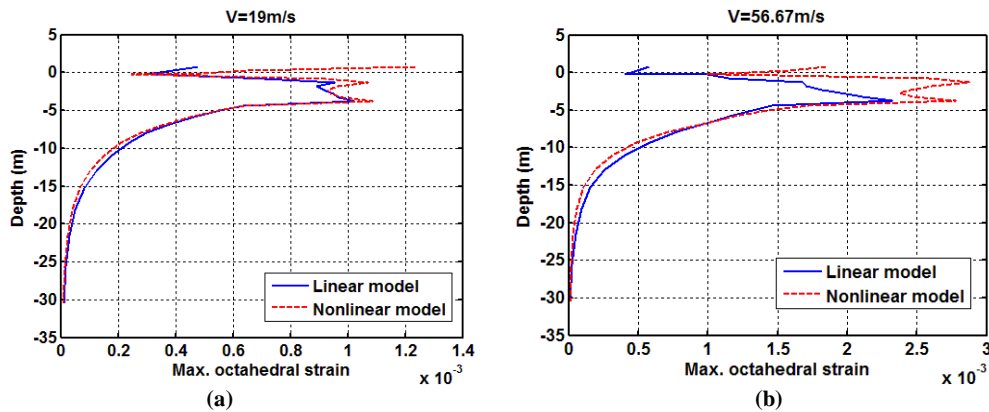 V=19m/s
5
0
-5
-10
-15
-20
-25
-30
-35
Depth (m)
Linear model
Nonlinear model
0
0.2
0.4
0.6
0.8
1
1.2
1.4
Max. octahedral strain
x 10-3
(a)
V=56.67m/s
5
0
-5
-10
-15
-20
-25
-30
-35
Depth (m)
Linear model
Nonlinear model
0
0.5
1
1.5
2
2.5
3
Max. octahedral strain
x 10-3
(b)